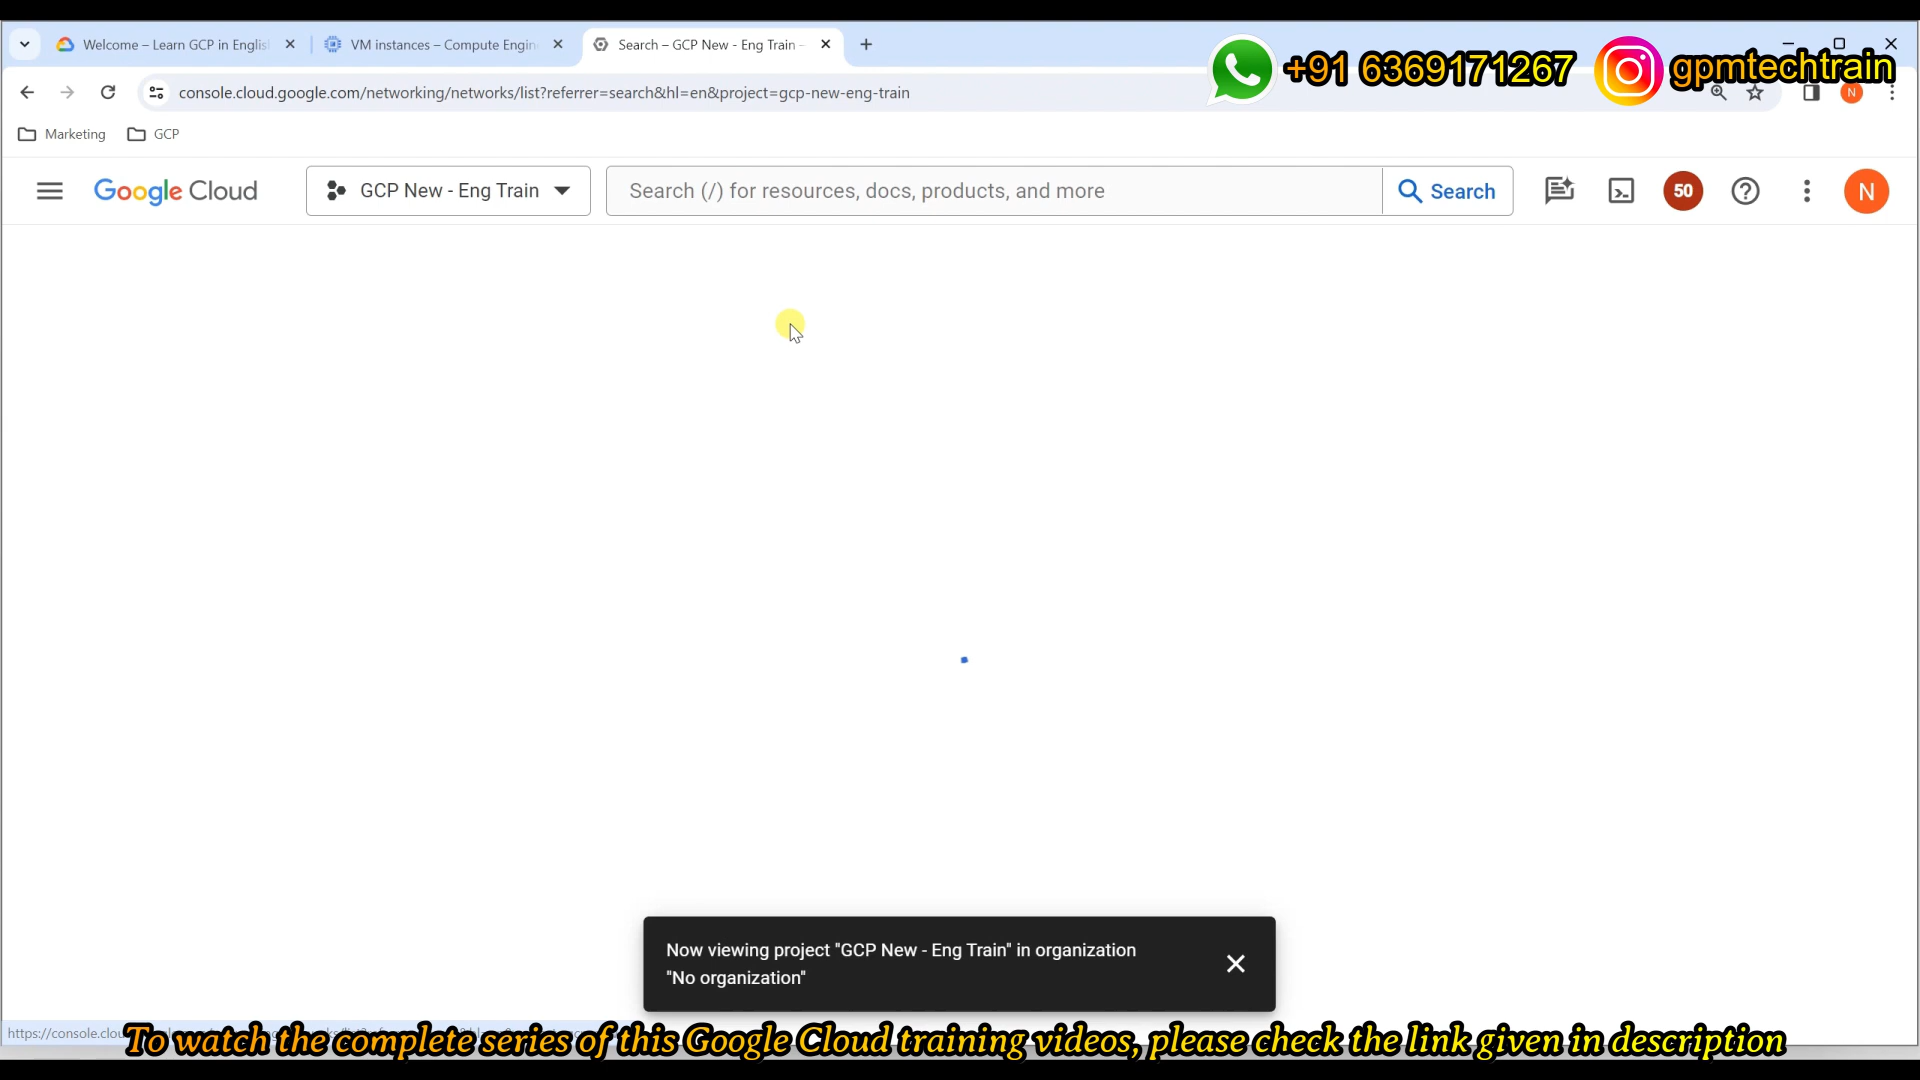 Welcome – Learn GCP in Englis
VM instances – Compute Engin
Search – GCP New - Eng Train -
+91 6369171267
gpmtechtrain
console.cloud.google.com/networking/networks/list?referrer=search&hl=en&project=gcp-new-eng-train
N
Marketing
GCP
Google Cloud
GCP New - Eng Train
Search (/) for resources, docs, products, and more
Search
50
N
Now viewing project "GCP New - Eng Train" in organization
"No organization"
https://console.clou
To watch the complete series of this Google Cloud training videos, please check the link given in description